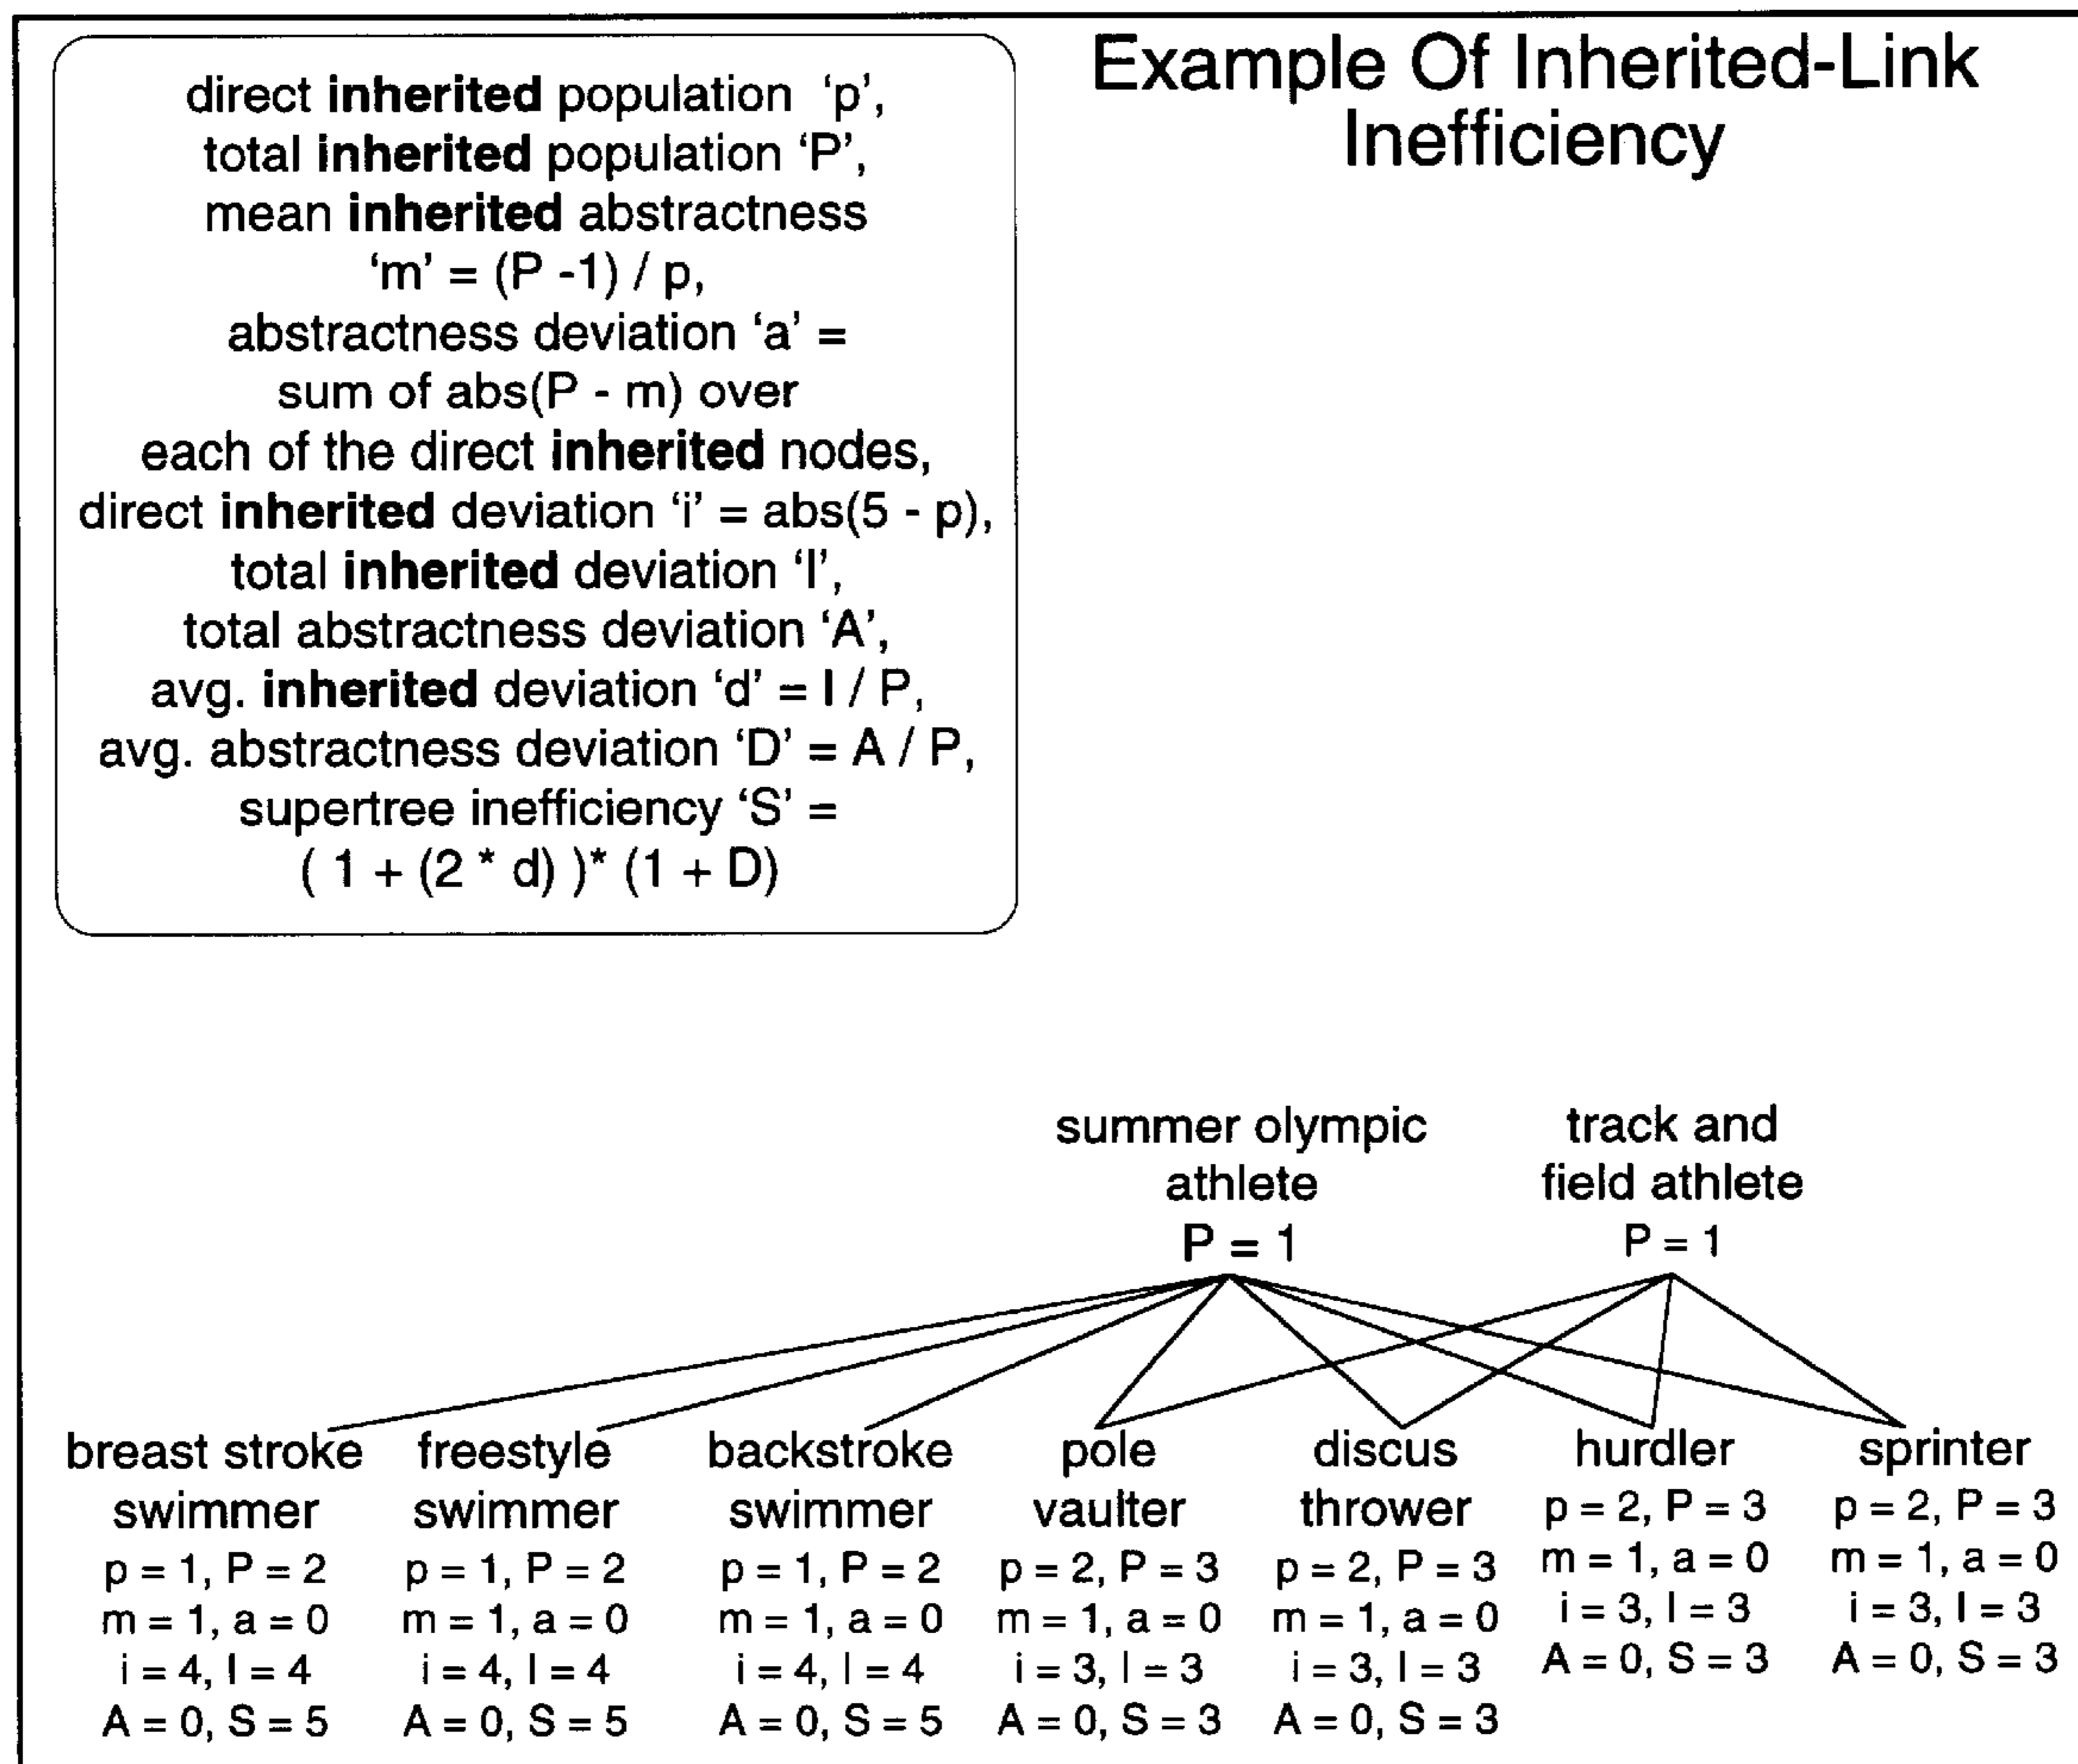 Example Of Inherited-Link
Inefficiency
direct inherited population ‘p’,
total inherited population ‘P’,
mean inherited abstractness
‘m’ = (P -1) / p,
abstractness deviation ‘a’ =
sum of abs(P - m) over
each of the direct inherited nodes,
direct inherited deviation ‘i’ = abs(5 - p),
total inherited deviation ‘I’,
total abstractness deviation ‘A’,
avg. inherited deviation ‘d’ = I / P,
avg. abstractness deviation ‘D’ = A / P,
supertree inefficiency ‘S’ =
( 1 + (2 * d) )* (1 + D)
summer olympic
athlete
P = 1
track and
field athlete
P = 1
breast stroke
swimmer
p = 1, P = 2
m = 1, a = 0
i = 4, I = 4
A = 0, S = 5
freestyle
swimmer
p = 1, P = 2
m = 1, a = 0
i = 4, I = 4
A = 0, S = 5
backstroke
swimmer
p = 1, P = 2
m = 1, a = 0
i = 4, I = 4
A = 0, S = 5
pole
vaulter
p = 2, P = 3
m = 1, a = 0
i = 3, I = 3
A = 0, S = 3
discus
thrower
p = 2, P = 3
m = 1, a = 0
i = 3, I = 3
A = 0, S = 3
hurdler
p = 2, P = 3
m = 1, a = 0
i = 3, I = 3
A = 0, S = 3
sprinter
p = 2, P = 3
m = 1, a = 0
i = 3, I = 3
A = 0, S = 3